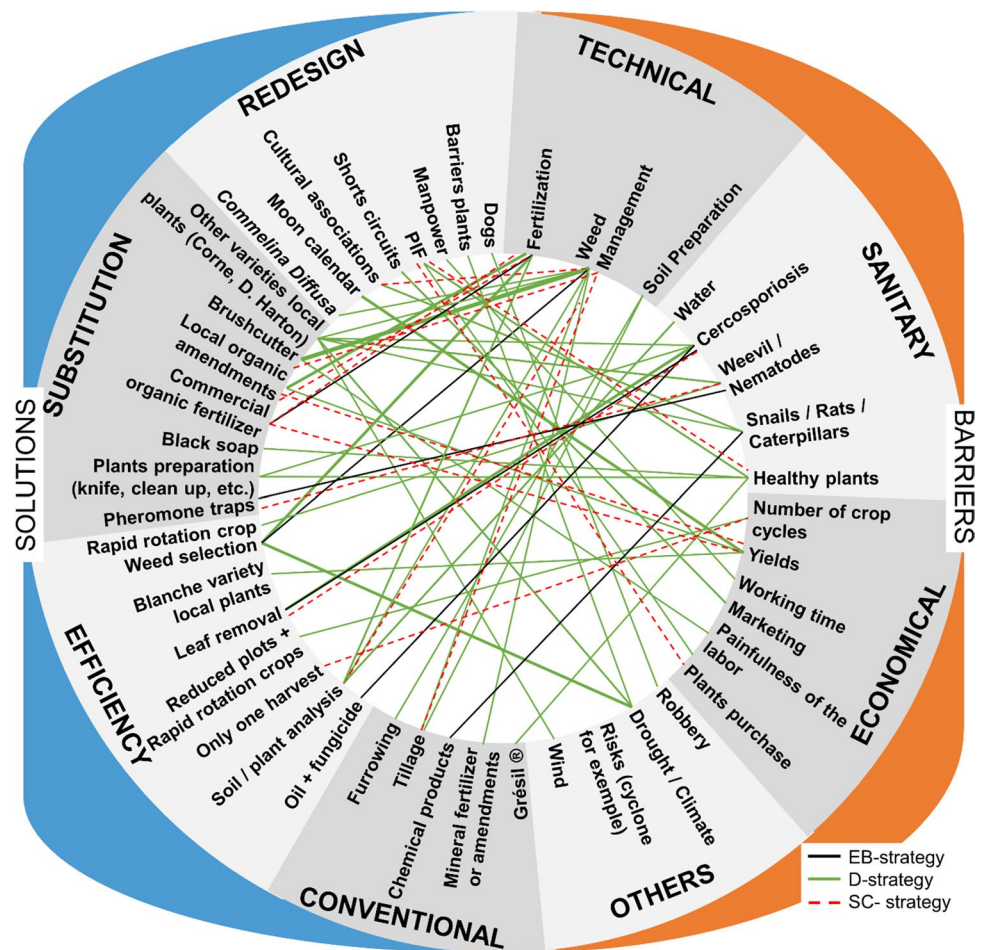 REDESIGN
Cultural associations
Shorts circuits
Moon calendar
PIF
Manpower
Barriers plants
Dogs
TECHNICAL
Fertilization
Weed
Management
Soil Preparation
SANITARY
Water
Cercosporiosis
Weevil /
Nematodes
Snails / Rats /
Caterpillars
Healthy plants
BARRIERS
ECONOMICAL
Number of crop
cycles
Yields
Working time
Marketing
Painfulness of the
labor
Plants purchase
OTHERS
Robbery
Drought / Climate
Risks (cyclone
for exemple)
Wind
CONVENTIONAL
Grésil ®
Mineral fertilizer
or amendments
Chemical products
Tillage
Furrowing
EFFICIENCY
Oil + fungicide
Soil / plant analysis
Only one harvest
Reduced plots +
Rapid rotation crops
Leaf removal
Blanche variety
local plants
Weed selection
Rapid rotation crop
SOLUTIONS
SUBSTITUTION
Pheromone traps
Plants preparation
(knife, clean up, etc.)
Black soap
Commercial
organic fertilizer
Local organic
amendments
Brushcutter
Other varieties local
plants (Corne, D. Harton)
Commelina Diffusa
EB-strategy
D-strategy
SC- strategy